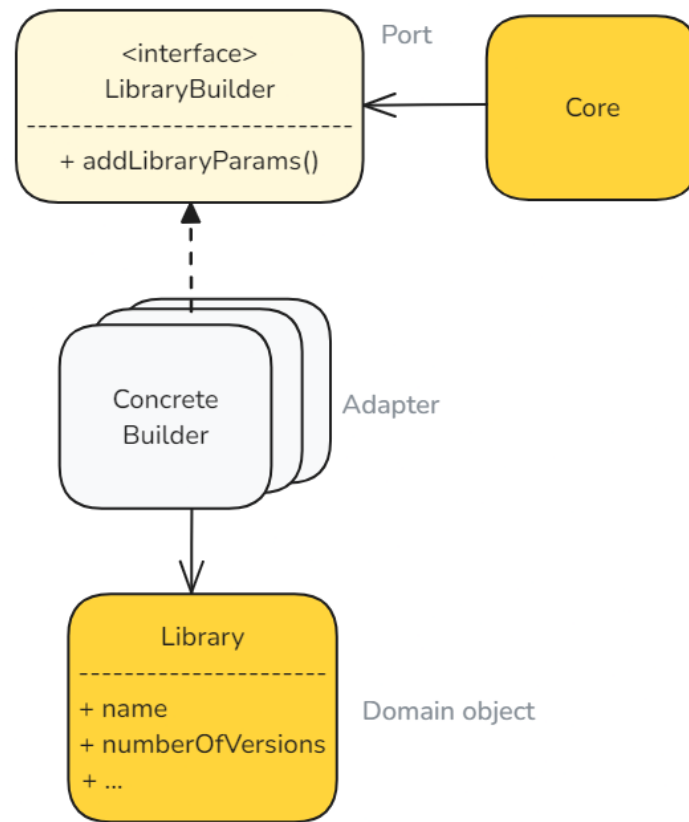 <interface>
LibraryBuilder
+ addLibraryParams()
Port
Core
Concrete
Builder
Adapter
Library
+ name
+ numberOfVersions
+ ...
Domain object